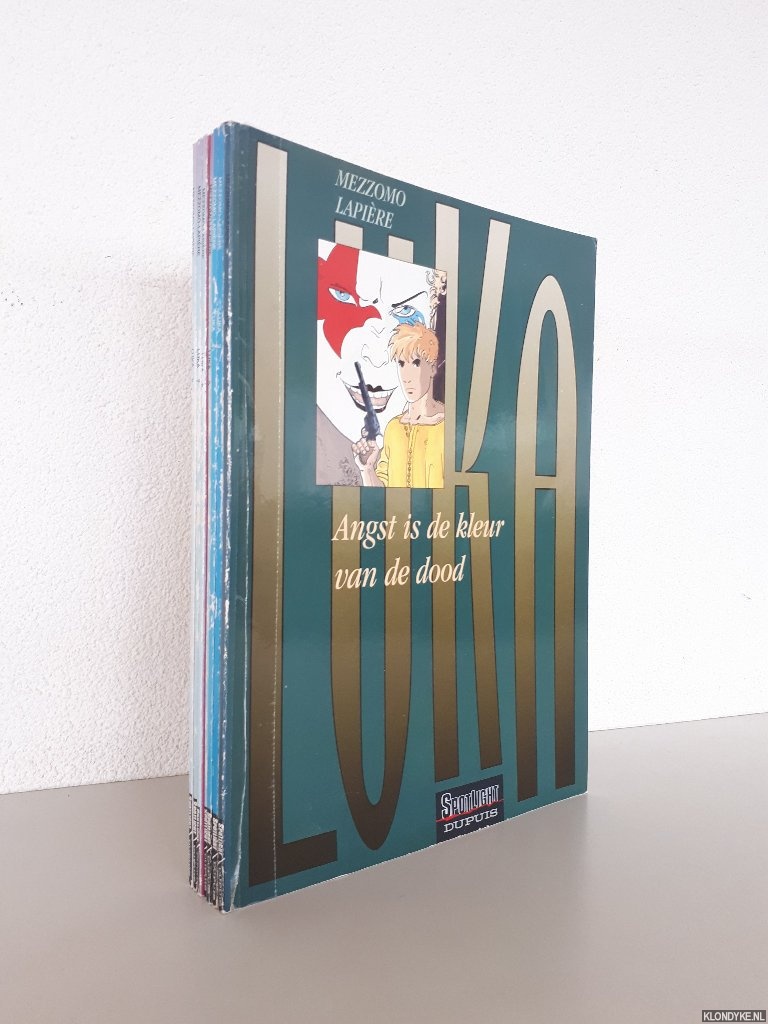 MEZZOMO
LAPIÈRE
LUKA
Angst is de kleur
van de dood
SPOTLIGHT
DUPUIS
KLONDYKE.NL